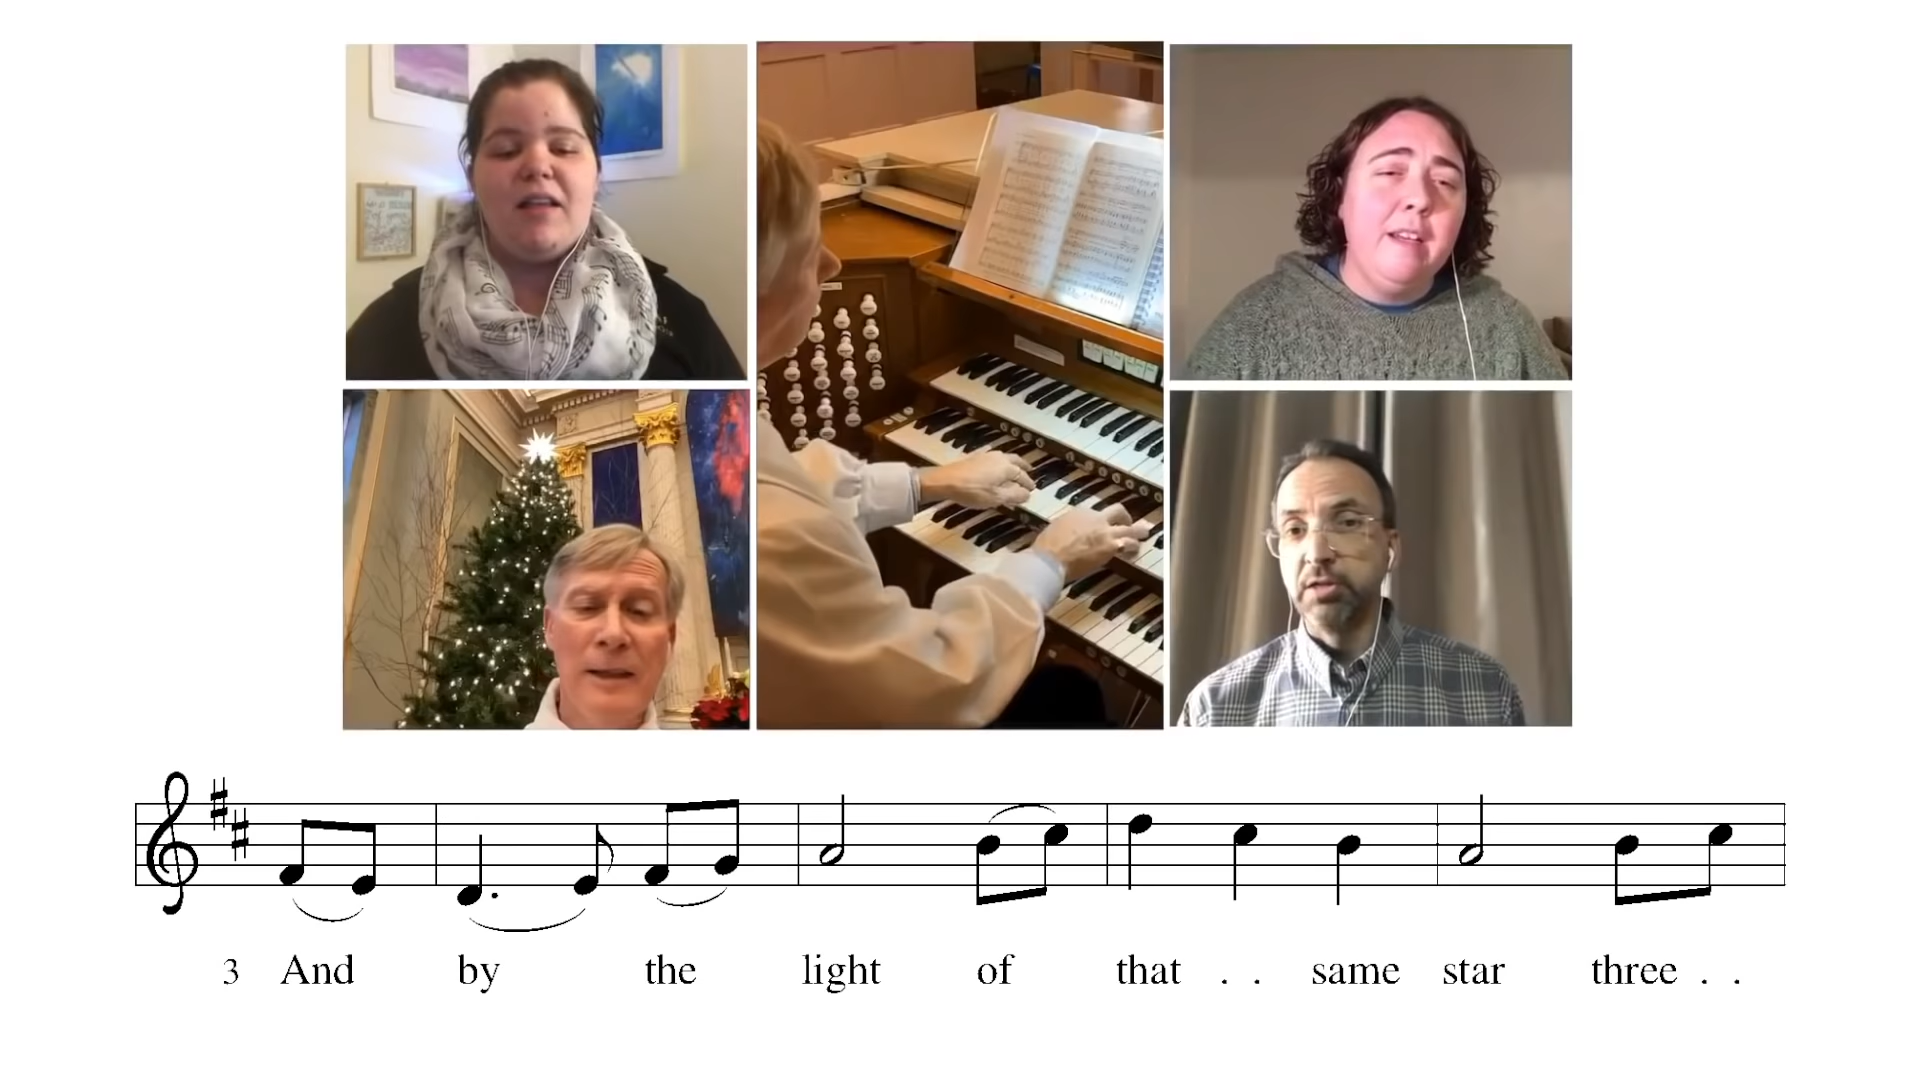 3 And by the light of that . . same star three . .